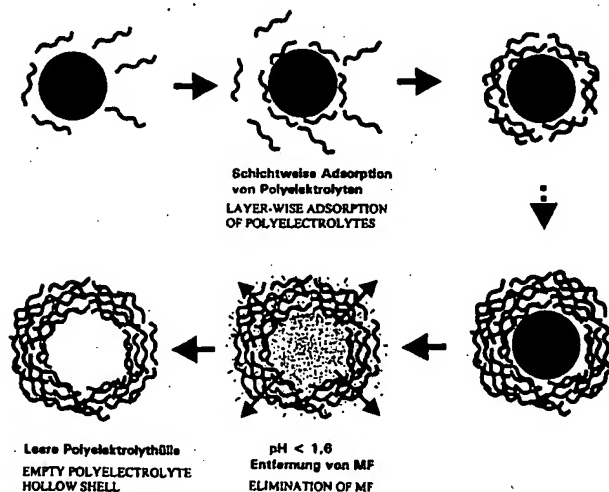 Schichtweise Adsorption
von Polyelektrolyten
LAYER-WISE ADSORPTION
OF POLYELECTROLYTES
Leere Polyelektrolythülle
EMPTY POLYELECTROLYTE
HOLLOW SHELL
pH < 1,6
Entfernung von MF
ELIMINATION OF MF